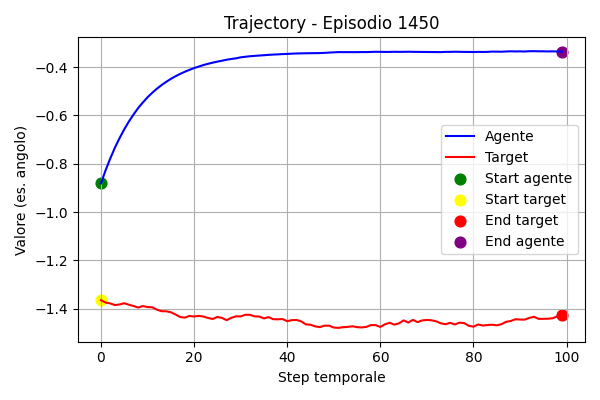 Trajectory - Episodio 1450
Valore (es. angolo)
−0.4
−0.6
−0.8
−1.0
−1.2
−1.4
Agente
Target
Start agente
Start target
End target
End agente
0 20 40 60 80 100
Step temporale